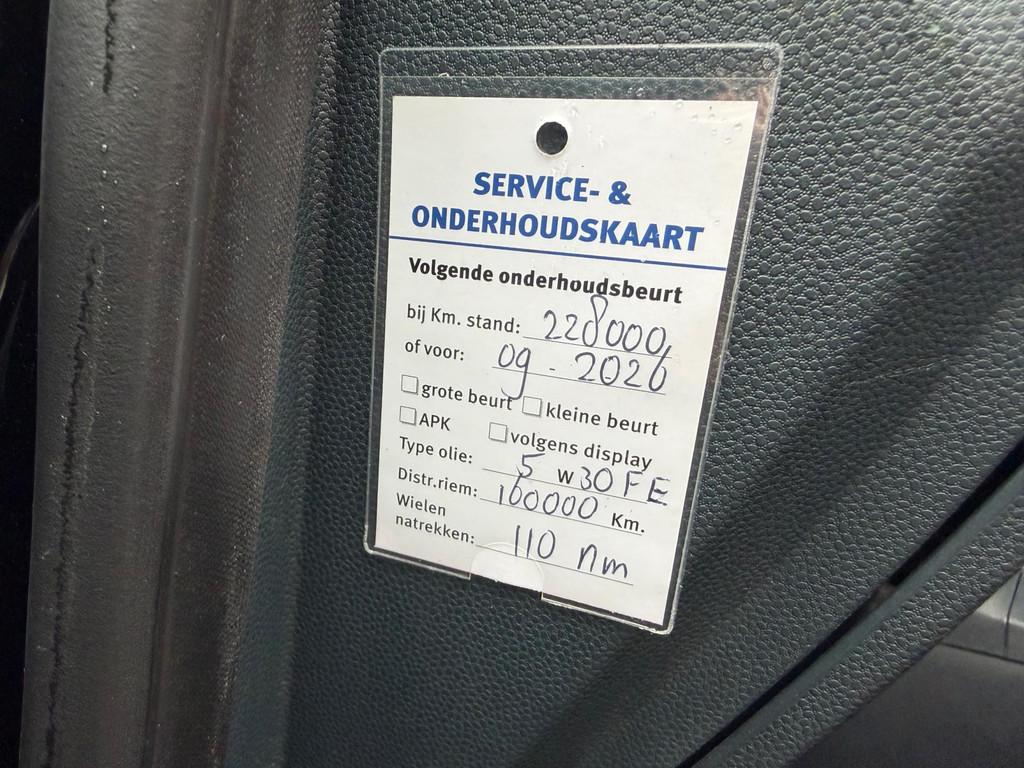 SERVICE- &
ONDERHOUDSKAART
Volgende onderhoudsbeurt
bij Km. stand: 228000
of voor: 09 - 2026
grote beurt kleine beurt
APK volgens display
Type olie: 5 W 30 FE
Distr.riem: 160000 Km.
Wielen
natrekken: 110 nm